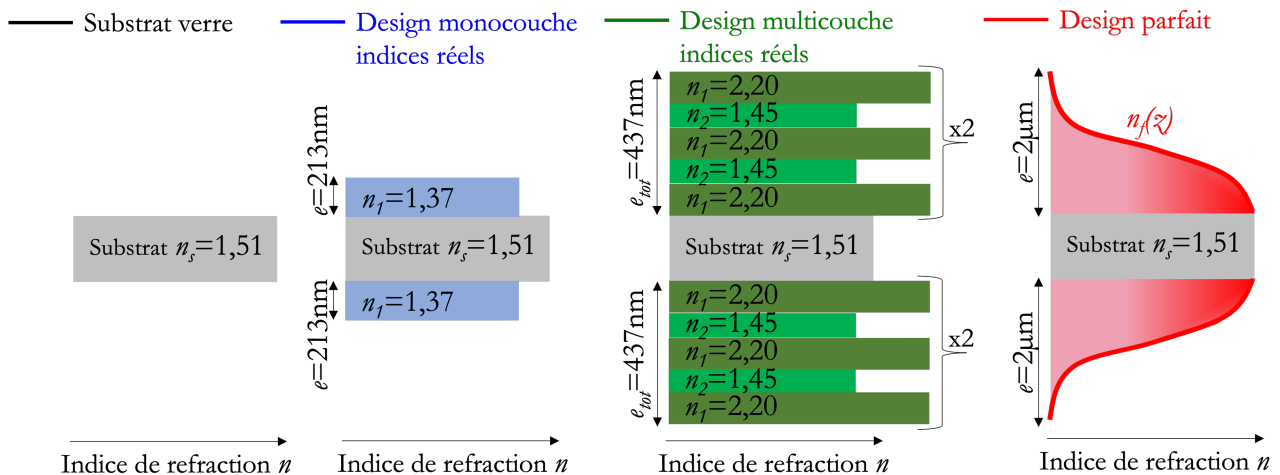 Substrat verre
Design monocouche
indices réels
Design multicouche
indices réels
Design parfait
Substrat nₛ=1,51
Indice de refraction n
e=213nm
n₁=1,37
Substrat nₛ=1,51
n₁=1,37
e=213nm
Indice de refraction n
eₜₒₜ=437nm
n₁=2,20
n₂=1,45
n₁=2,20
n₂=1,45
n₁=2,20
x2
Substrat nₛ=1,51
eₜₒₜ=437nm
n₁=2,20
n₂=1,45
n₁=2,20
n₂=1,45
n₁=2,20
x2
Indice de refraction n
e=2µm
n_f(z)
Substrat nₛ=1,51
e=2µm
Indice de refraction n